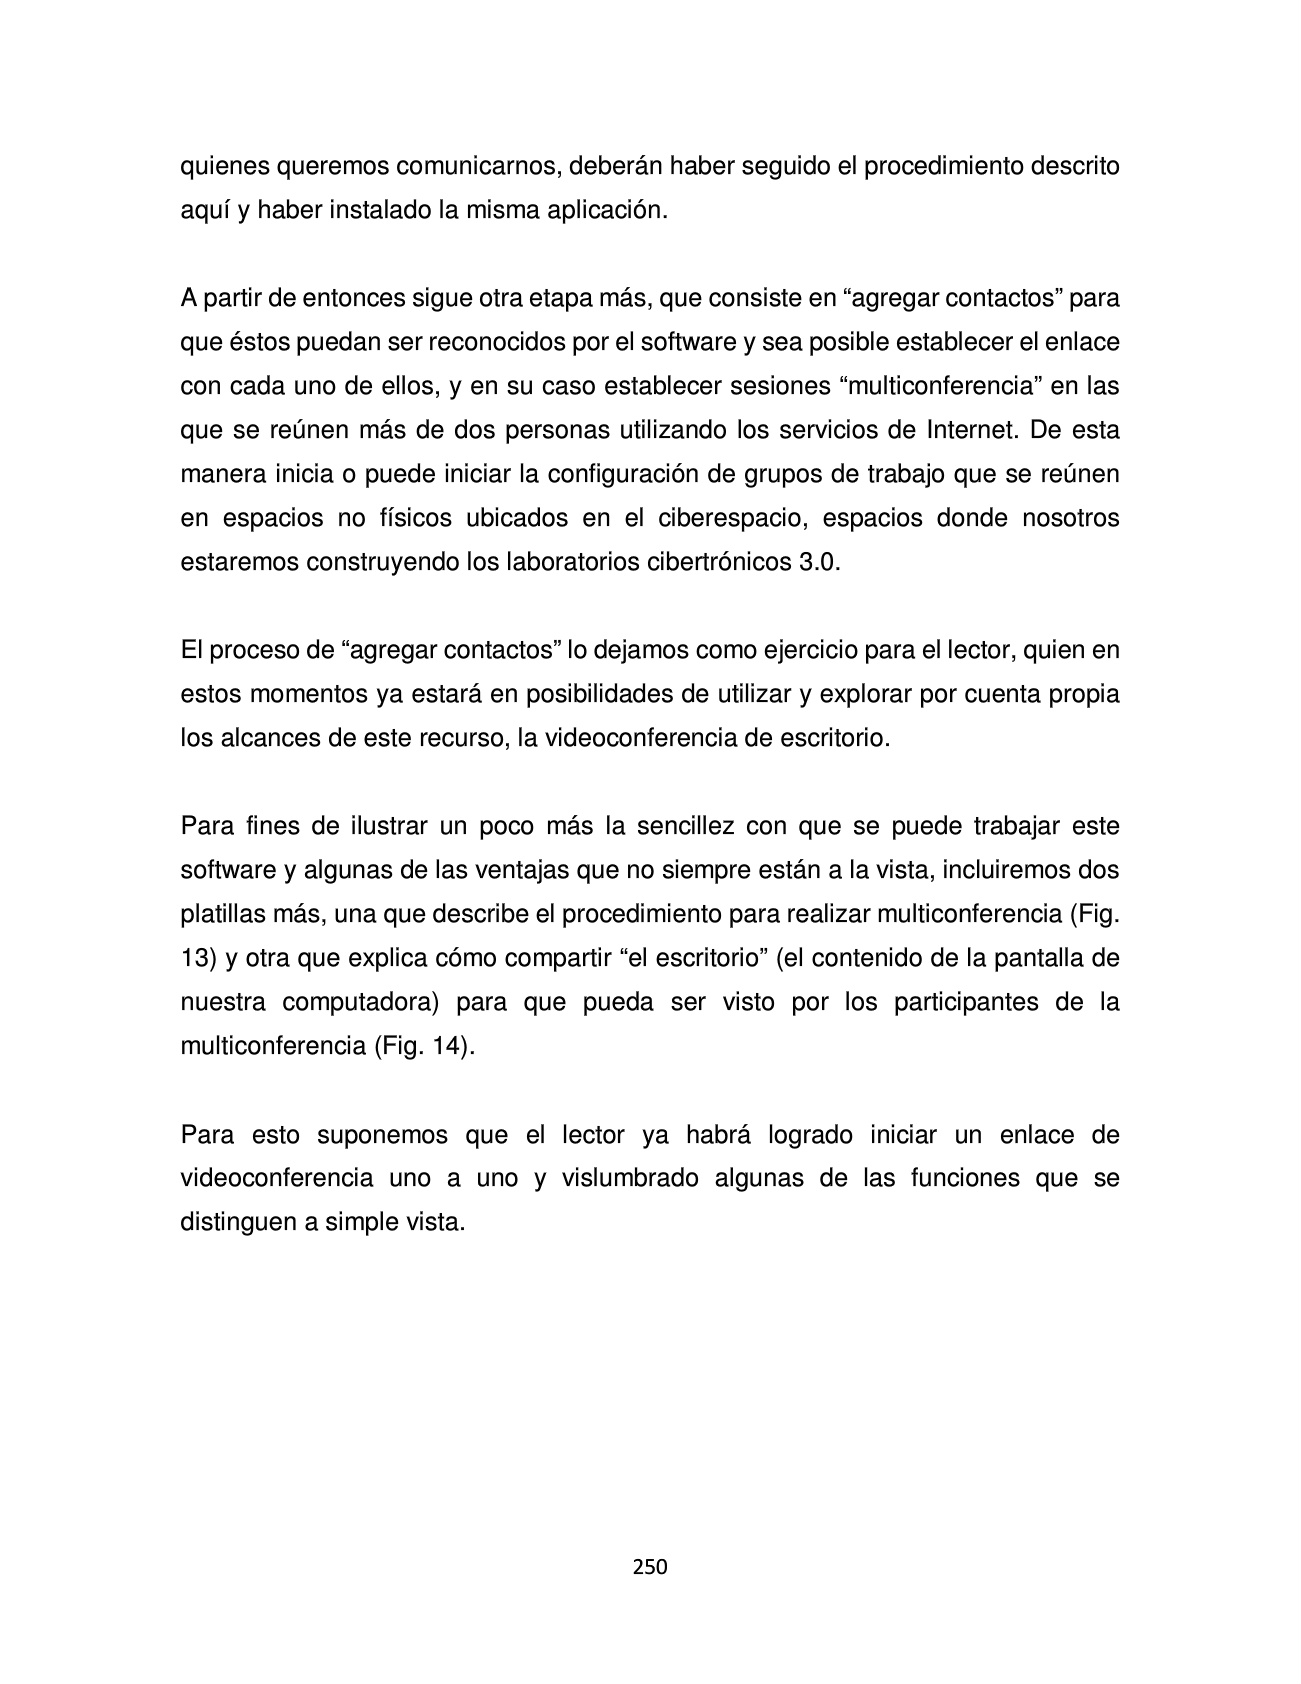 quienes queremos comunicarnos, deberán haber seguido el procedimiento descrito
aquí y haber instalado la misma aplicación.
A partir de entonces sigue otra etapa más, que consiste en “agregar contactos” para
que éstos puedan ser reconocidos por el software y sea posible establecer el enlace
con cada uno de ellos, y en su caso establecer sesiones “multiconferencia” en las
que se reúnen más de dos personas utilizando los servicios de Internet. De esta
manera inicia o puede iniciar la configuración de grupos de trabajo que se reúnen
en espacios no físicos ubicados en el ciberespacio, espacios donde nosotros
estaremos construyendo los laboratorios cibertrónicos 3.0.
El proceso de “agregar contactos” lo dejamos como ejercicio para el lector, quien en
estos momentos ya estará en posibilidades de utilizar y explorar por cuenta propia
los alcances de este recurso, la videoconferencia de escritorio.
Para fines de ilustrar un poco más la sencillez con que se puede trabajar este
software y algunas de las ventajas que no siempre están a la vista, incluiremos dos
platillas más, una que describe el procedimiento para realizar multiconferencia (Fig.
13) y otra que explica cómo compartir “el escritorio” (el contenido de la pantalla de
nuestra computadora) para que pueda ser visto por los participantes de la
multiconferencia (Fig. 14).
Para esto suponemos que el lector ya habrá logrado iniciar un enlace de
videoconferencia uno a uno y vislumbrado algunas de las funciones que se
distinguen a simple vista.
250